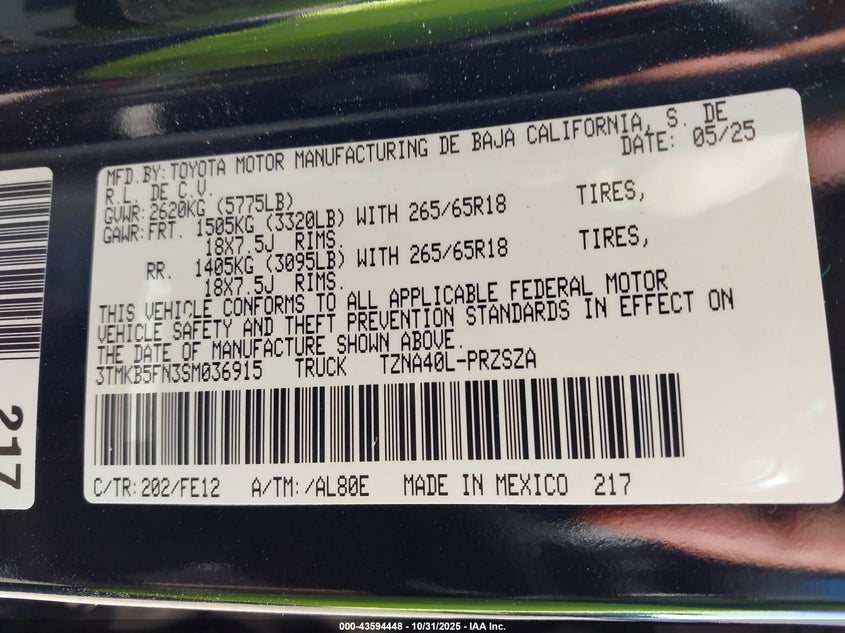 MFD. BY: TOYOTA MOTOR MANUFACTURING DE BAJA CALIFORNIA, S. DE
R.L. DE C.V. DATE: 05/25
GVWR: 2620KG (5775LB)
GAWR: FRT. 1505KG (3320LB) WITH 265/65R18 TIRES,
18X7.5J RIMS.
RR. 1405KG (3095LB) WITH 265/65R18 TIRES,
18X7.5J RIMS.
THIS VEHICLE CONFORMS TO ALL APPLICABLE FEDERAL MOTOR
VEHICLE SAFETY AND THEFT PREVENTION STANDARDS IN EFFECT ON
THE DATE OF MANUFACTURE SHOWN ABOVE.
3TMKB5FN3SM036915 TRUCK TZNA40L-PRZSZA
C/TR: 202/FE12 A/TM: /AL80E MADE IN MEXICO 217
217
000-43594448 - 10/31/2025 - IAA Inc.